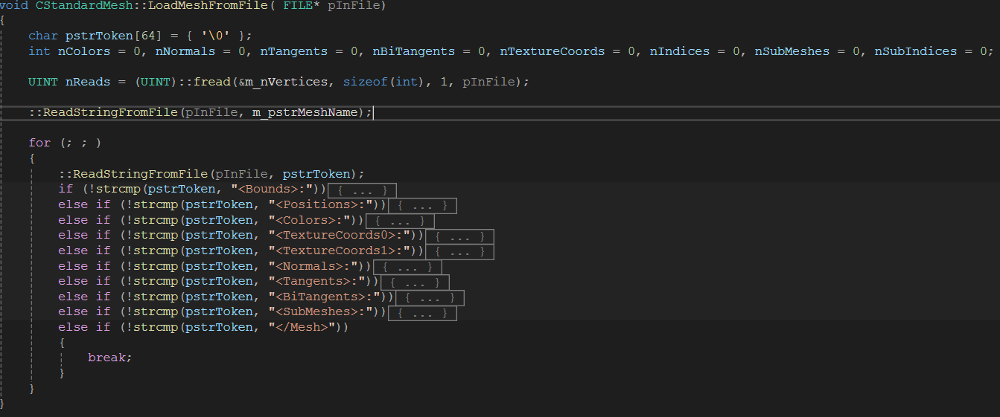 void CStandardMesh::LoadMeshFromFile( FILE* pInFile)
{
char pstrToken[64] = { '\0' };
int nColors = 0, nNormals = 0, nTangents = 0, nBiTangents = 0, nTextureCoords = 0, nIndices = 0, nSubMeshes = 0, nSubIndices = 0;
UINT nReads = (UINT)::fread(&m_nVertices, sizeof(int), 1, pInFile);
::ReadStringFromFile(pInFile, m_pstrMeshName);
for (; ; )
{
::ReadStringFromFile(pInFile, pstrToken);
if (!strcmp(pstrToken, "<Bounds>:")){ ... }
else if (!strcmp(pstrToken, "<Positions>:")){ ... }
else if (!strcmp(pstrToken, "<Colors>:")){ ... }
else if (!strcmp(pstrToken, "<TextureCoords0>:")){ ... }
else if (!strcmp(pstrToken, "<TextureCoords1>:")){ ... }
else if (!strcmp(pstrToken, "<Normals>:")){ ... }
else if (!strcmp(pstrToken, "<Tangents>:")){ ... }
else if (!strcmp(pstrToken, "<BiTangents>:")){ ... }
else if (!strcmp(pstrToken, "<SubMeshes>:")){ ... }
else if (!strcmp(pstrToken, "</Mesh>"))
{
break;
}
}
}